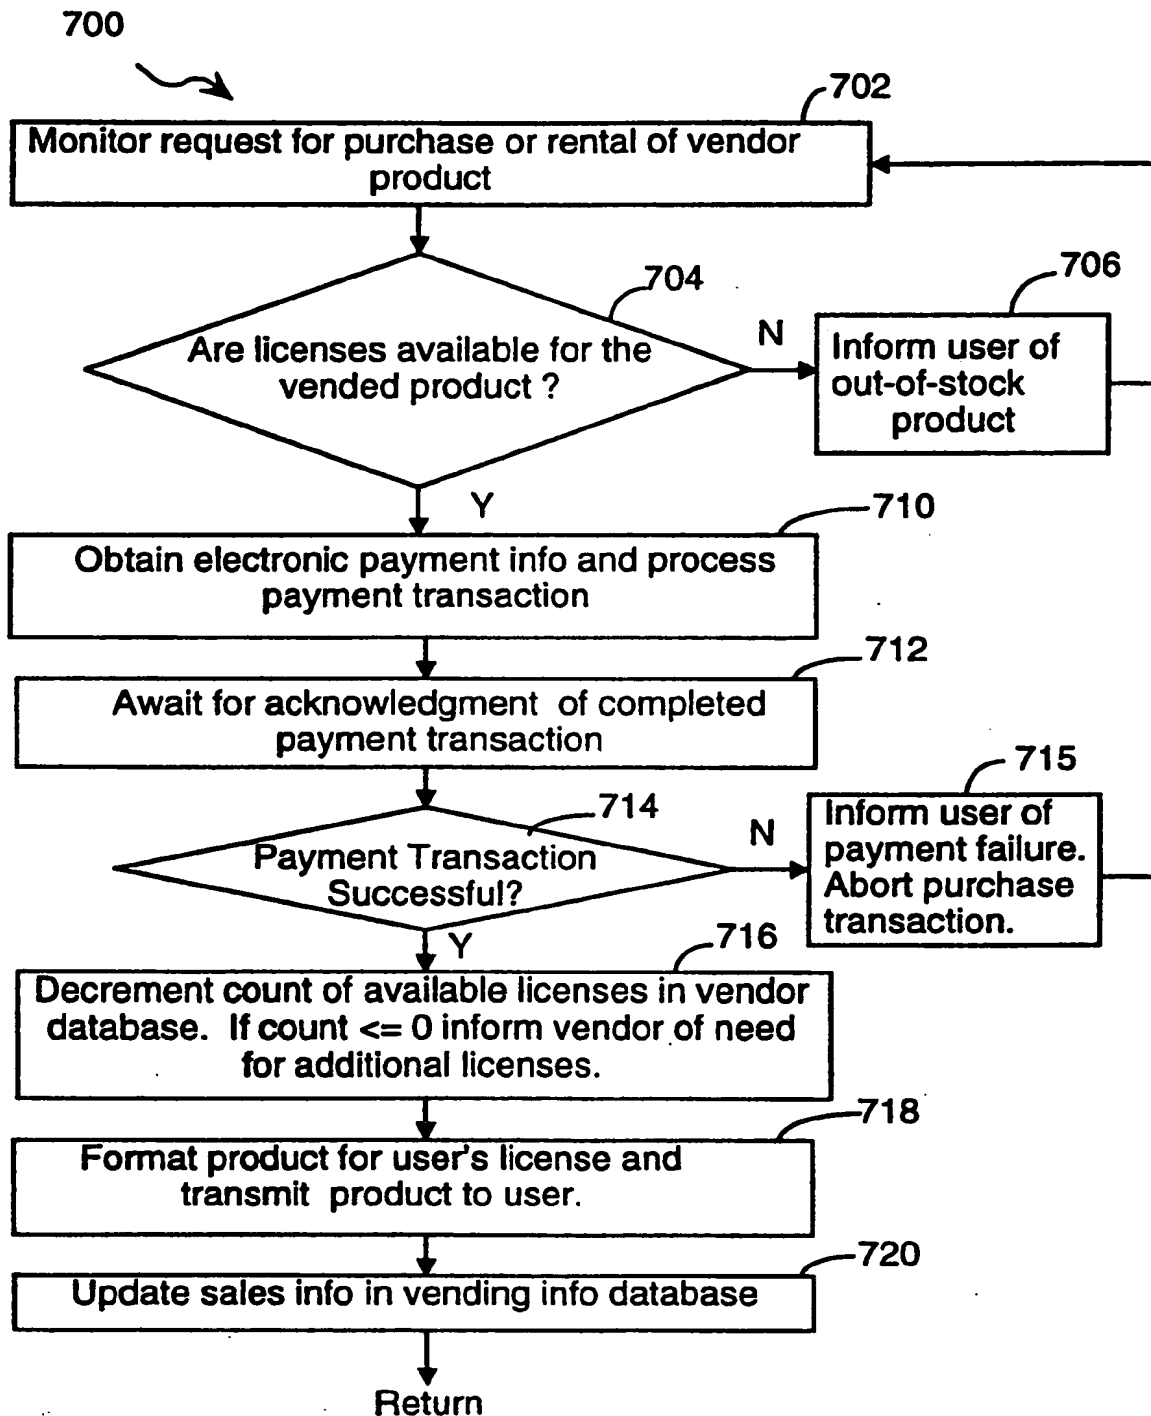 700
702
Monitor request for purchase or rental of vendor
product
704
706
Are licenses available for the
vended product ?
N
Inform user of
out-of-stock
product
Y
710
Obtain electronic payment info and process
payment transaction
712
Await for acknowledgment of completed
payment transaction
714
715
Payment Transaction
Successful?
N
Inform user of
payment failure.
Abort purchase
transaction.
Y
716
Decrement count of available licenses in vendor
database. If count <= 0 inform vendor of need
for additional licenses.
718
Format product for user's license and
transmit product to user.
720
Update sales info in vending info database
Return